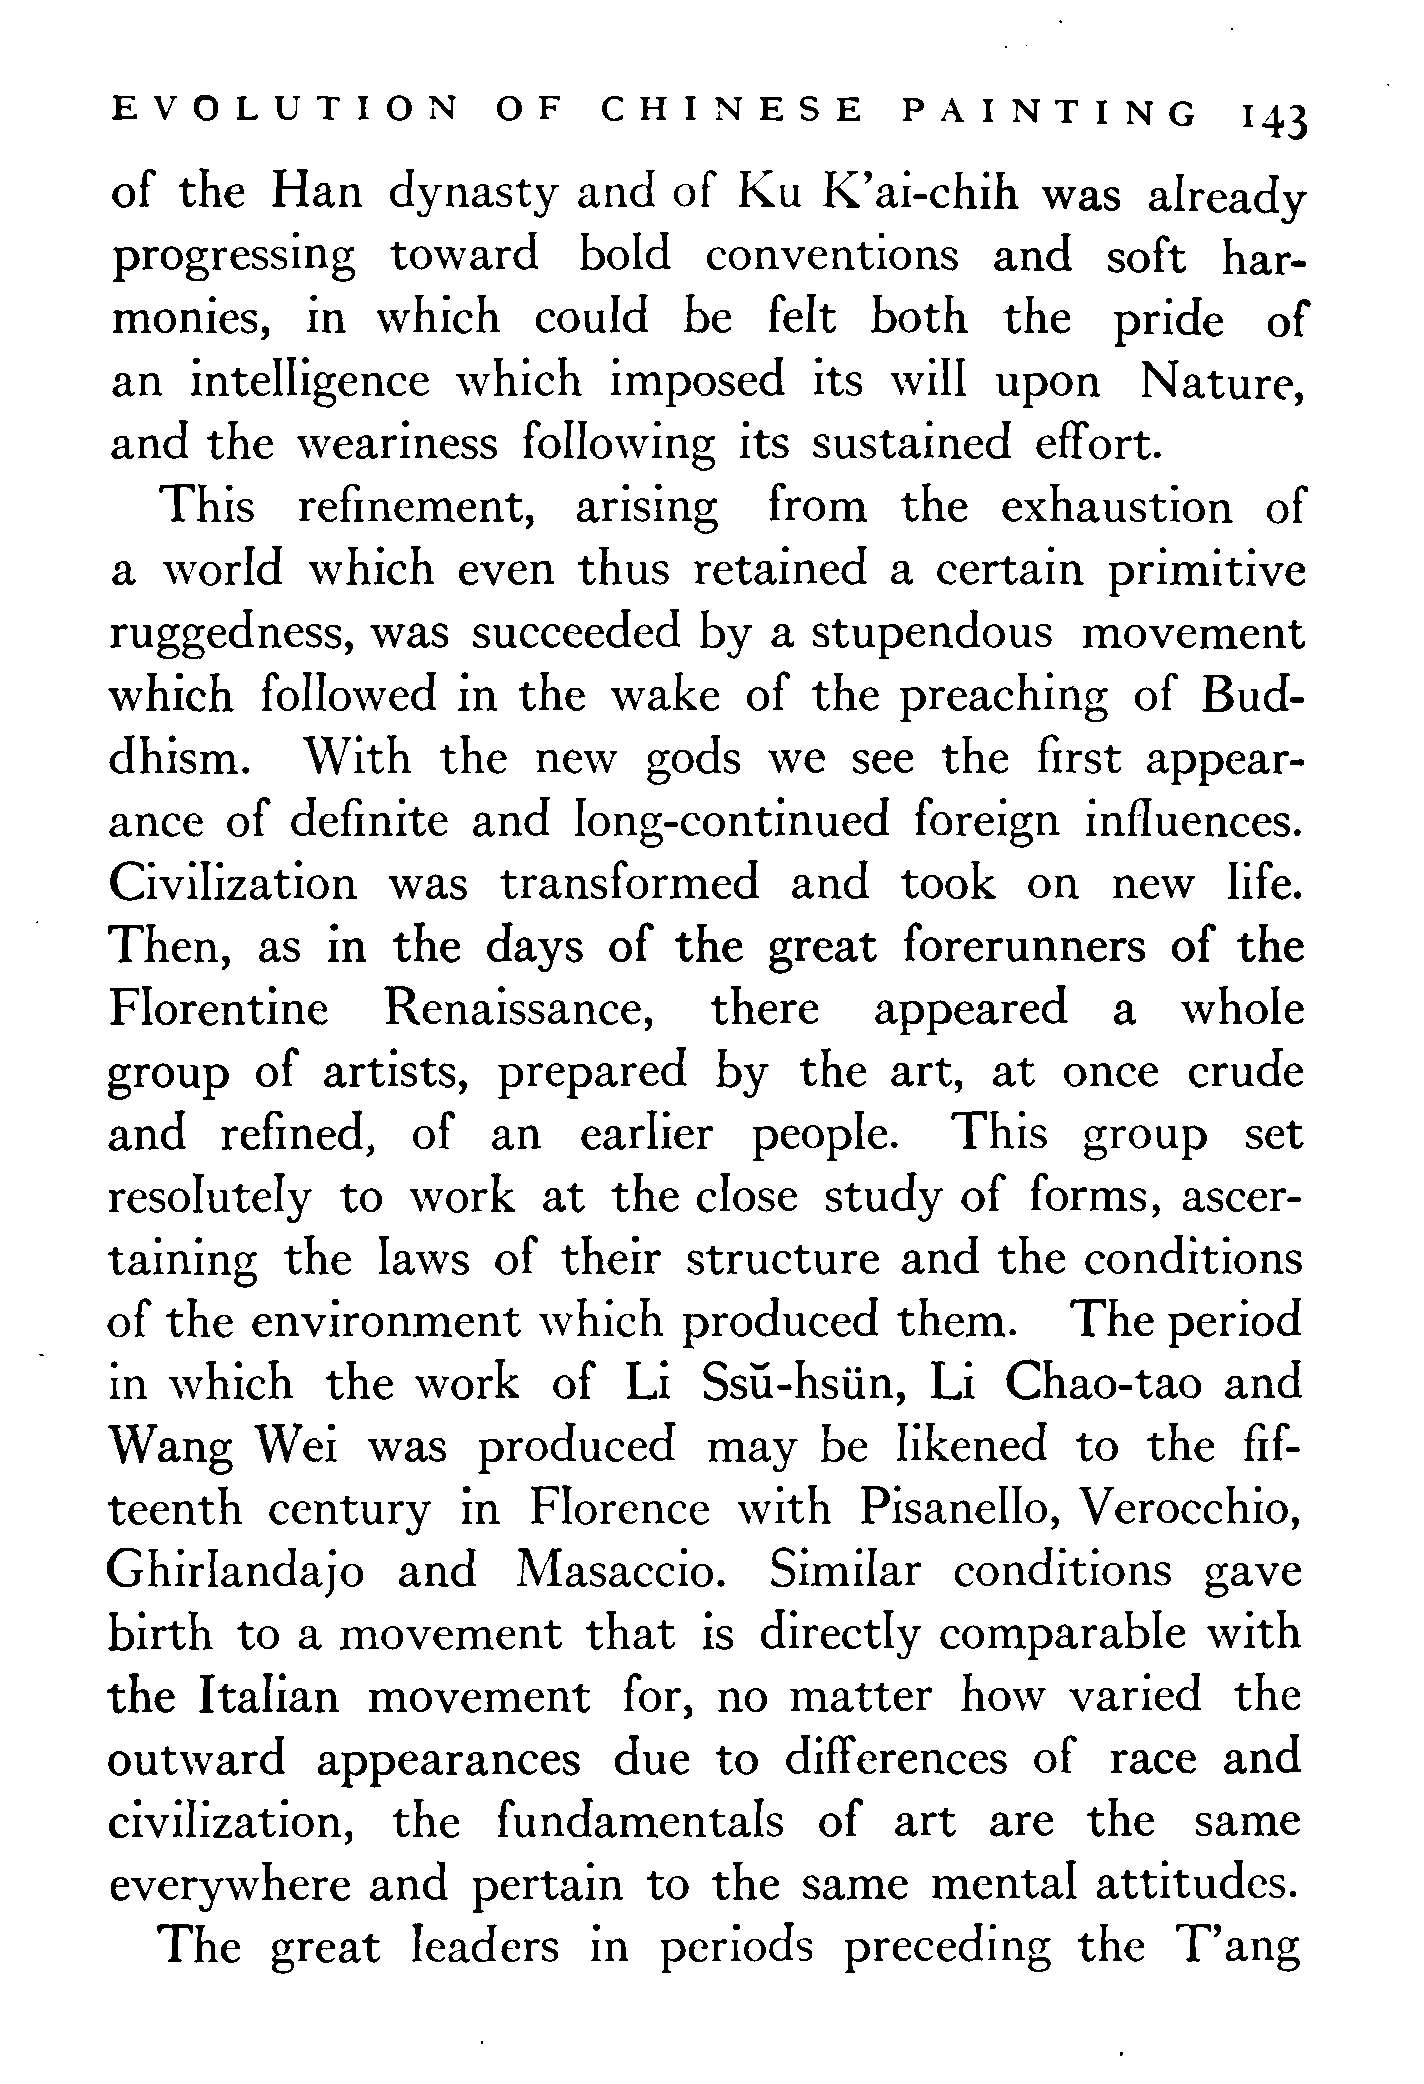 EVOLUTION OF CHINESE PAINTING 143
of the Han dynasty and of Ku K'ai-chih was already
progressing toward bold conventions and soft har-
monies, in which could be felt both the pride of
an intelligence which imposed its will upon Nature,
and the weariness following its sustained effort.
This refinement, arising from the exhaustion of
a world which even thus retained a certain primitive
ruggedness, was succeeded by a stupendous movement
which followed in the wake of the preaching of Bud-
dhism. With the new gods we see the first appear-
ance of definite and long-continued foreign influences.
Civilization was transformed and took on new life.
Then, as in the days of the great forerunners of the
Florentine Renaissance, there appeared a whole
group of artists, prepared by the art, at once crude
and refined, of an earlier people. This group set
resolutely to work at the close study of forms, ascer-
taining the laws of their structure and the conditions
of the environment which produced them. The period
in which the work of Li Ssŭ-hsün, Li Chao-tao and
Wang Wei was produced may be likened to the fif-
teenth century in Florence with Pisanello, Verocchio,
Ghirlandajo and Masaccio. Similar conditions gave
birth to a movement that is directly comparable with
the Italian movement for, no matter how varied the
outward appearances due to differences of race and
civilization, the fundamentals of art are the same
everywhere and pertain to the same mental attitudes.
The great leaders in periods preceding the T'ang